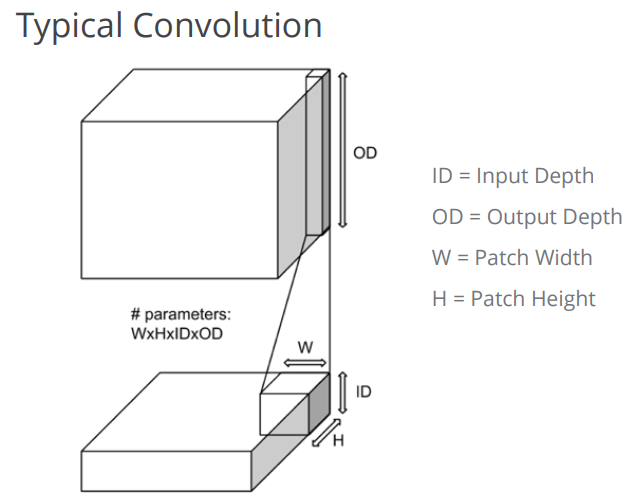 Typical Convolution
OD
ID = Input Depth
OD = Output Depth
W = Patch Width
H = Patch Height
# parameters:
WxHxIDxOD
W
ID
H